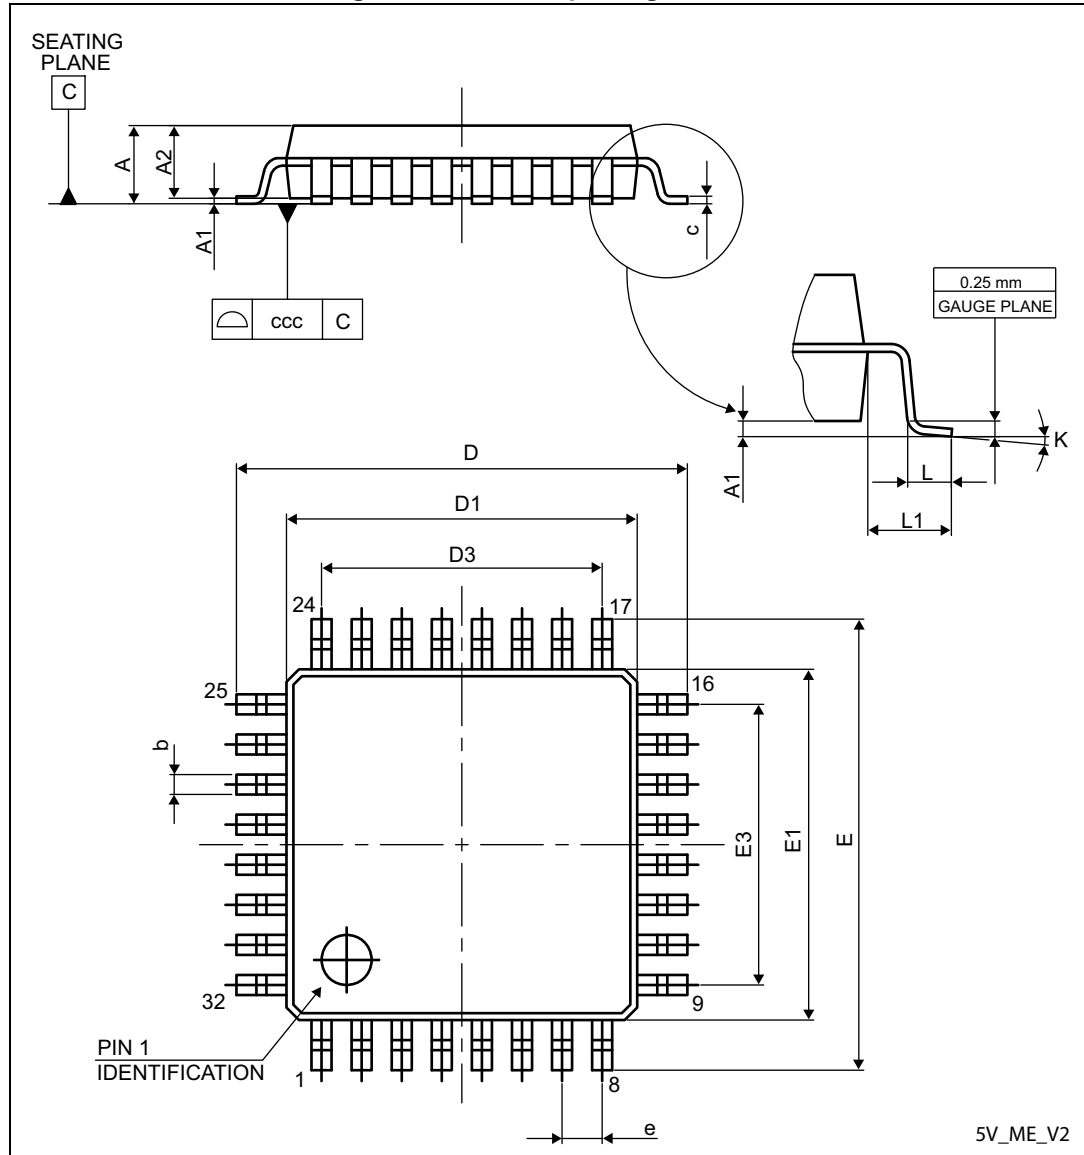 SEATING
PLANE
C
A
A2
A1
c
ccc C
0.25 mm
GAUGE PLANE
A1
K
L
L1
D
D1
D3
24
17
25
16
b
E3
E1
E
32
9
PIN 1
IDENTIFICATION
1
8
e
5V_ME_V2